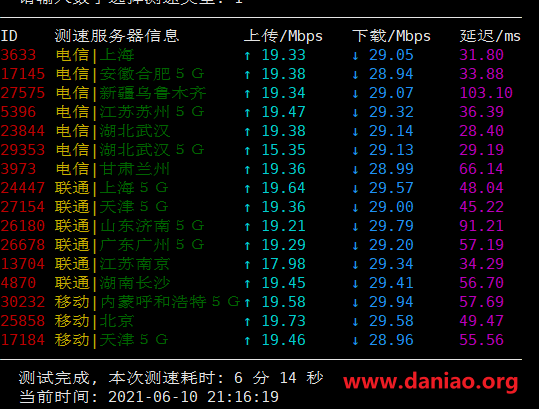 请输入数字选择测速类型: 1
ID 测速服务器信息 上传/Mbps 下载/Mbps 延迟/ms
3633 电信|上海 ↑ 19.33 ↓ 29.05 31.80
17145 电信|安徽合肥５Ｇ ↑ 19.38 ↓ 28.94 33.88
27575 电信|新疆乌鲁木齐 ↑ 19.34 ↓ 29.07 103.10
5396 电信|江苏苏州５Ｇ ↑ 19.47 ↓ 29.32 36.39
23844 电信|湖北武汉 ↑ 19.38 ↓ 29.14 28.40
29353 电信|湖北武汉５Ｇ ↑ 15.35 ↓ 29.13 29.19
3973 电信|甘肃兰州 ↑ 19.36 ↓ 28.99 66.14
24447 联通|上海５Ｇ ↑ 19.64 ↓ 29.57 48.04
27154 联通|天津５Ｇ ↑ 19.36 ↓ 29.00 45.22
26180 联通|山东济南５Ｇ ↑ 19.21 ↓ 29.79 91.21
26678 联通|广东广州５Ｇ ↑ 19.29 ↓ 29.20 57.19
13704 联通|江苏南京 ↑ 17.98 ↓ 29.34 34.29
4870 联通|湖南长沙 ↑ 19.45 ↓ 29.41 56.70
30232 移动|内蒙呼和浩特５Ｇ↑ 19.58 ↓ 29.94 57.69
25858 移动|北京 ↑ 19.73 ↓ 29.58 49.47
17184 移动|天津５Ｇ ↑ 19.46 ↓ 28.96 55.56
测试完成, 本次测速耗时: 6 分 14 秒
当前时间: 2021-06-10 21:16:19
www.daniao.org